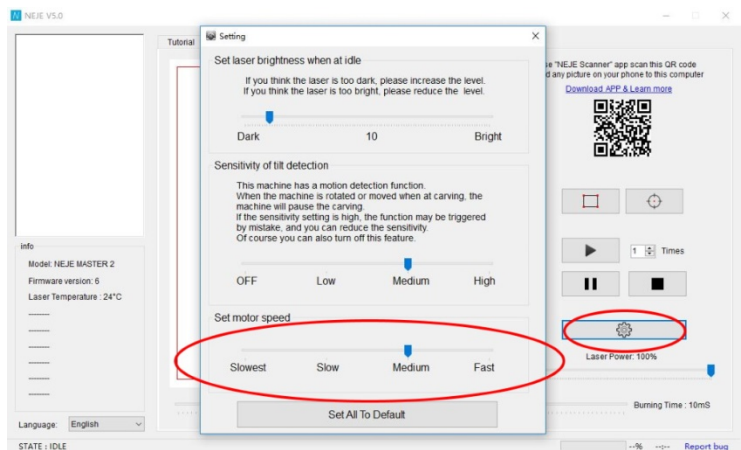 NEJE V5.0
Tutorial
info
Model: NEJE MASTER 2
Firmware version: 6
Laser Temperature : 24°C
Language: English
STATE : IDLE
Setting
Set laser brightness when at idle
If you think the laser is too dark, please increase the level.
If you think the laser is too bright, please reduce the level.
Dark 10 Bright
Sensitivity of tilt detection
This machine has a motion detection function.
When the machine is rotated or moved when at carving, the
machine will pause the carving.
If the sensitivity setting is high, the function may be triggered
by mistake, and you can reduce the sensitivity.
Of course you can also turn off this feature.
OFF Low Medium High
Set motor speed
Slowest Slow Medium Fast
Set All To Default
"NEJE Scanner" app scan this QR code
any picture on your phone to this computer
Download APP & Learn more
1 Times
Laser Power: 100%
Burning Time : 10mS
--% --:-- Report bug